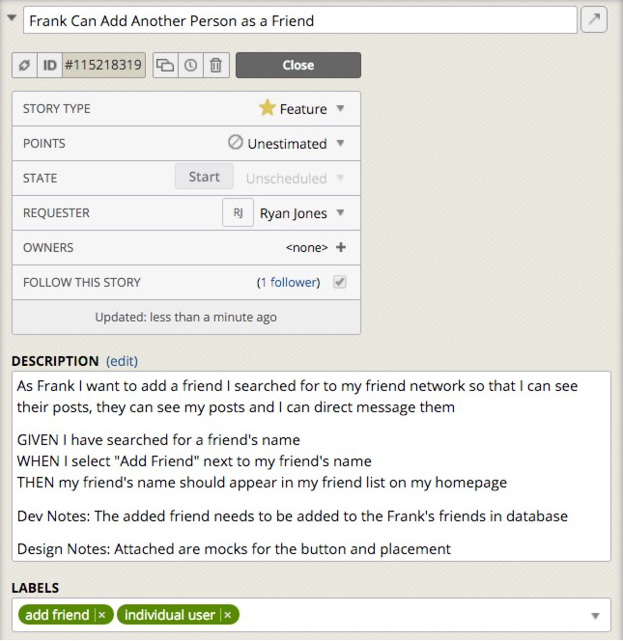 Frank Can Add Another Person as a Friend
ID #115218319 Close
STORY TYPE Feature
POINTS Unestimated
STATE Start Unscheduled
REQUESTER RJ Ryan Jones
OWNERS <none> +
FOLLOW THIS STORY (1 follower)
Updated: less than a minute ago
DESCRIPTION (edit)
As Frank I want to add a friend I searched for to my friend network so that I can see
their posts, they can see my posts and I can direct message them
GIVEN I have searched for a friend's name
WHEN I select "Add Friend" next to my friend's name
THEN my friend's name should appear in my friend list on my homepage
Dev Notes: The added friend needs to be added to the Frank's friends in database
Design Notes: Attached are mocks for the button and placement
LABELS
add friend |× individual user |×